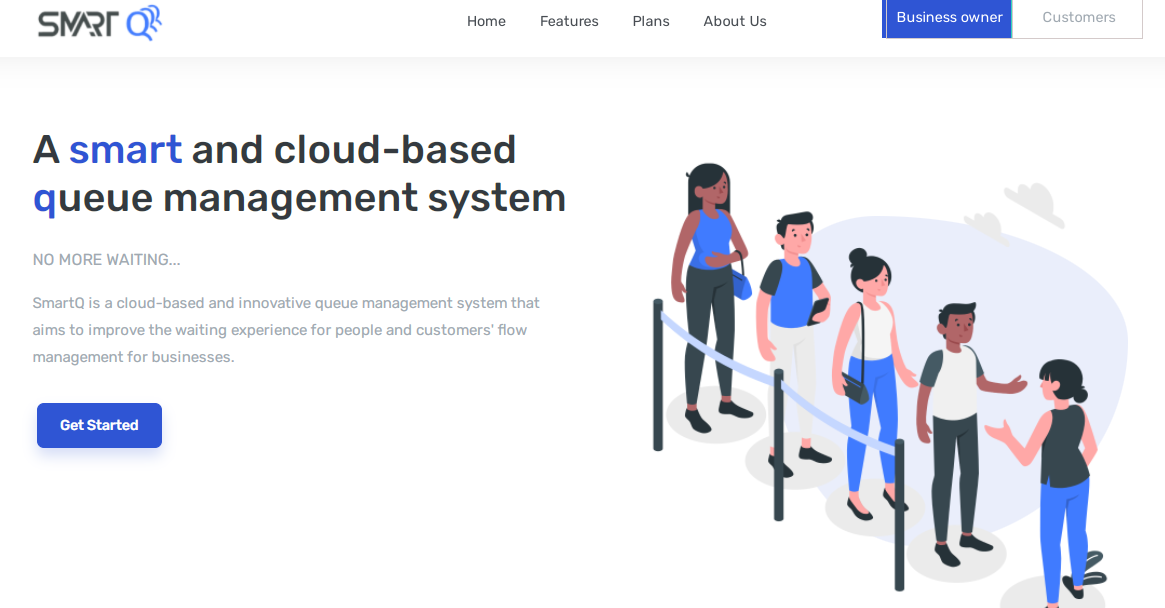 SMART Q
Home
Features
Plans
About Us
Business owner
Customers
A smart and cloud-based
queue management system
NO MORE WAITING...
SmartQ is a cloud-based and innovative queue management system that
aims to improve the waiting experience for people and customers' flow
management for businesses.
Get Started